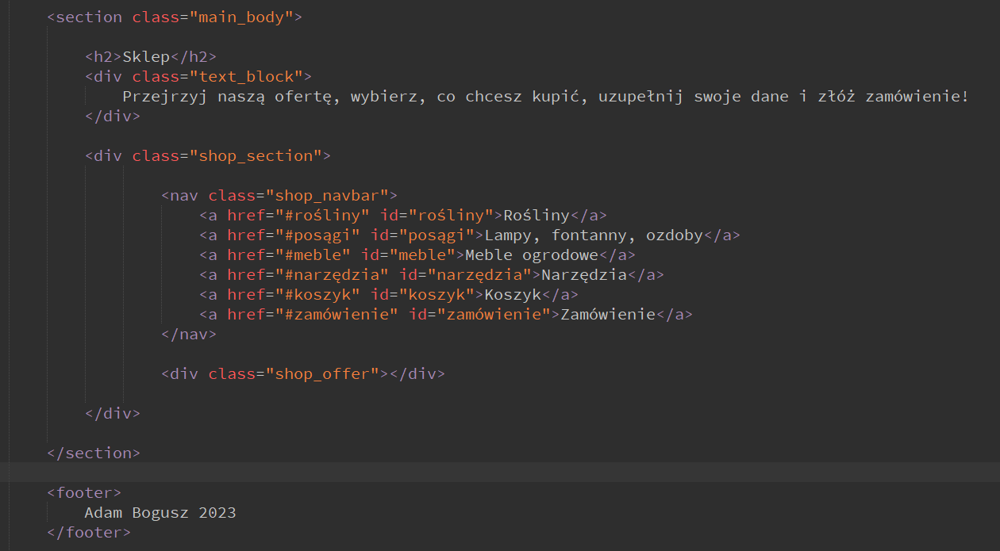 <section class="main_body">
<h2>Sklep</h2>
<div class="text_block">
Przejrzyj naszą ofertę, wybierz, co chcesz kupić, uzupełnij swoje dane i złóż zamówienie!
</div>
<div class="shop_section">
<nav class="shop_navbar">
<a href="#rośliny" id="rośliny">Rośliny</a>
<a href="#posągi" id="posągi">Lampy, fontanny, ozdoby</a>
<a href="#meble" id="meble">Meble ogrodowe</a>
<a href="#narzędzia" id="narzędzia">Narzędzia</a>
<a href="#koszyk" id="koszyk">Koszyk</a>
<a href="#zamówienie" id="zamówienie">Zamówienie</a>
</nav>
<div class="shop_offer"></div>
</div>
</section>
<footer>
Adam Bogusz 2023
</footer>